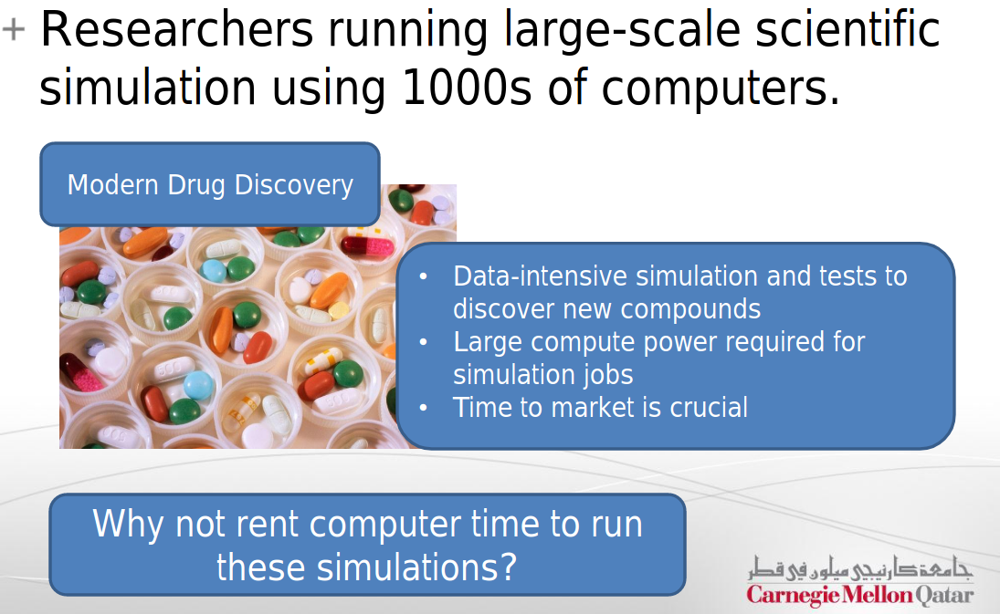 + Researchers running large-scale scientific
simulation using 1000s of computers.
Modern Drug Discovery
• Data-intensive simulation and tests to
discover new compounds
• Large compute power required for
simulation jobs
• Time to market is crucial
Why not rent computer time to run
these simulations?
جامعة كارنيجي ميلون في قطر
Carnegie Mellon Qatar